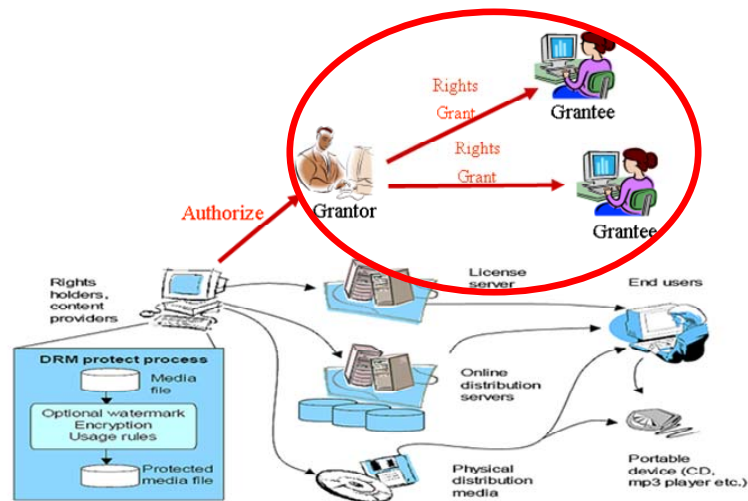 Rights
Grant
Grantee
Rights
Grant
Grantee
Authorize
Grantor
Rights
holders,
content
providers
License
server
End users
DRM protect process
Media
file
Optional watermark
Encryption
Usage rules
Protected
media file
Online
distribution
servers
Physical
distribution
media
Portable
device (CD,
mp3 player etc.)